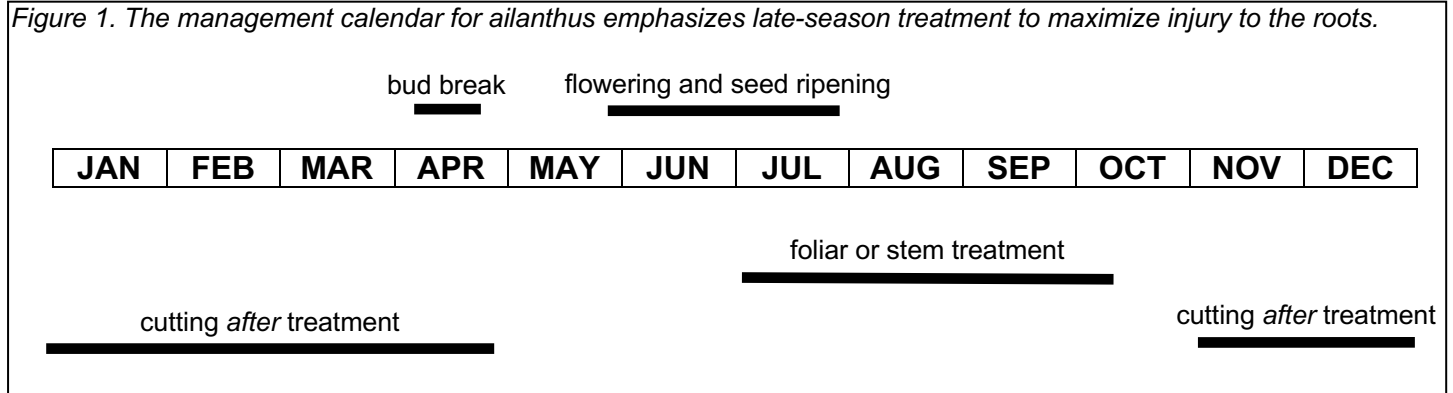 Figure 1. The management calendar for ailanthus emphasizes late-season treatment to maximize injury to the roots.
bud break flowering and seed ripening
JAN FEB MAR APR MAY JUN JUL AUG SEP OCT NOV DEC
foliar or stem treatment
cutting after treatment cutting after treatment